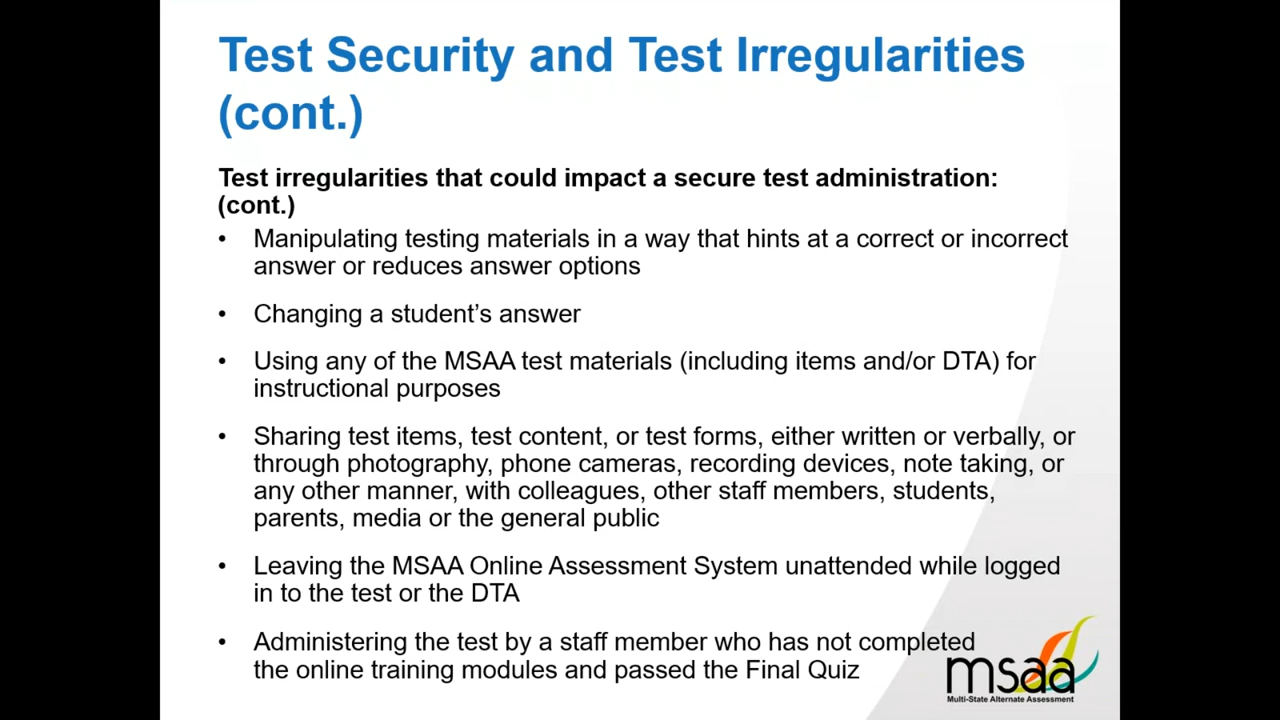 Test Security and Test Irregularities
(cont.)
Test irregularities that could impact a secure test administration:
(cont.)
• Manipulating testing materials in a way that hints at a correct or incorrect
answer or reduces answer options
• Changing a student’s answer
• Using any of the MSAA test materials (including items and/or DTA) for
instructional purposes
• Sharing test items, test content, or test forms, either written or verbally, or
through photography, phone cameras, recording devices, note taking, or
any other manner, with colleagues, other staff members, students,
parents, media or the general public
• Leaving the MSAA Online Assessment System unattended while logged
in to the test or the DTA
• Administering the test by a staff member who has not completed
the online training modules and passed the Final Quiz
msaa
Multi-State Alternate Assessment